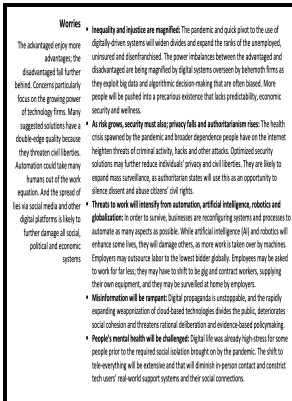 Worries
The advantaged enjoy more
advantages; the
disadvantaged fall further
behind. Concerns particularly
focus on the growing power
of technology firms. Many
suggested solutions have a
double-edge quality because
they threaten civil liberties.
Automation could take many
humans out of the work
equation. And the spread of
lies via social media and other
digital platforms is likely to
further damage all social,
political and economic
systems
• Inequality and injustice are magnified: The pandemic and quick pivot to the use of
digitally-driven systems will widen divides and expand the ranks of the unemployed,
uninsured and disenfranchised. The power imbalances between the advantaged and
disadvantaged are being magnified by digital systems overseen by behemoth firms as
they exploit big data and algorithmic decision-making that are often biased. More
people will be pushed into a precarious existence that lacks predictability, economic
security and wellness.
• As risk grows, security must also; privacy falls and authoritarianism rises: The health
crisis spawned by the pandemic and broader dependence people have on the internet
heighten threats of criminal activity, hacks and other attacks. Optimized security
solutions may further reduce individuals' privacy and civil liberties. They are likely to
expand mass surveillance, as authoritarian states will use this as an opportunity to
silence dissent and abuse citizens' civil rights.
• Threats to work will intensify from automation, artificial intelligence, robotics and
globalization: In order to survive, businesses are reconfiguring systems and processes to
automate as many aspects as possible. While artificial intelligence (AI) and robotics will
enhance some lives, they will damage others, as more work is taken over by machines.
Employers may outsource labor to the lowest bidder globally. Employees may be asked
to work for far less; they may have to shift to be gig and contract workers, supplying
their own equipment, and they may be surveilled at home by employers.
• Misinformation will be rampant: Digital propaganda is unstoppable, and the rapidly
expanding weaponization of cloud-based technologies divides the public, deteriorates
social cohesion and threatens rational deliberation and evidence-based policymaking.
• People's mental health will be challenged: Digital life was already high-stress for some
people prior to the required social isolation brought on by the pandemic. The shift to
tele-everything will be extensive and that will diminish in-person contact and constrict
tech users' real-world support systems and their social connections.